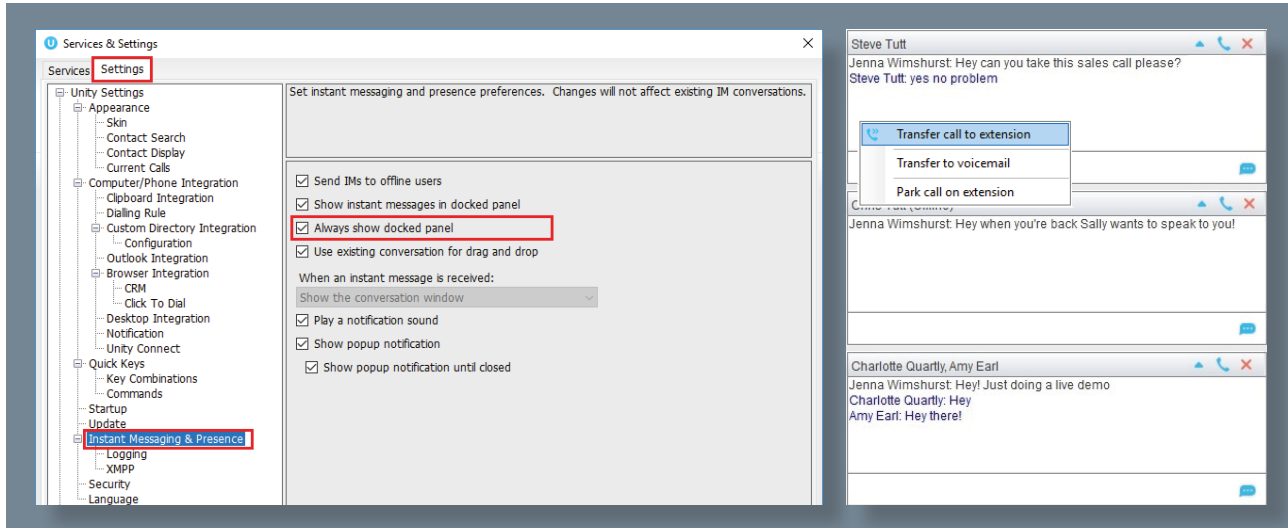 Services & Settings
Services
Settings
Unity Settings
Appearance
Skin
Contact Search
Contact Display
Current Calls
Computer/Phone Integration
Clipboard Integration
Dialling Rule
Custom Directory Integration
Configuration
Outlook Integration
Browser Integration
CRM
Click To Dial
Desktop Integration
Notification
Unity Connect
Quick Keys
Key Combinations
Commands
Startup
Update
Instant Messaging & Presence
Logging
XMPP
Security
Language
Set instant messaging and presence preferences. Changes will not affect existing IM conversations.
Send IMs to offline users
Show instant messages in docked panel
Always show docked panel
Use existing conversation for drag and drop
When an instant message is received:
Show the conversation window
Play a notification sound
Show popup notification
Show popup notification until closed
Steve Tutt
Jenna Wimshurst: Hey can you take this sales call please?
Steve Tutt: yes no problem
Transfer call to extension
Transfer to voicemail
Park call on extension
Jenna Wimshurst: Hey when you're back Sally wants to speak to you!
Charlotte Quartly, Amy Earl
Jenna Wimshurst: Hey! Just doing a live demo
Charlotte Quartly: Hey
Amy Earl: Hey there!